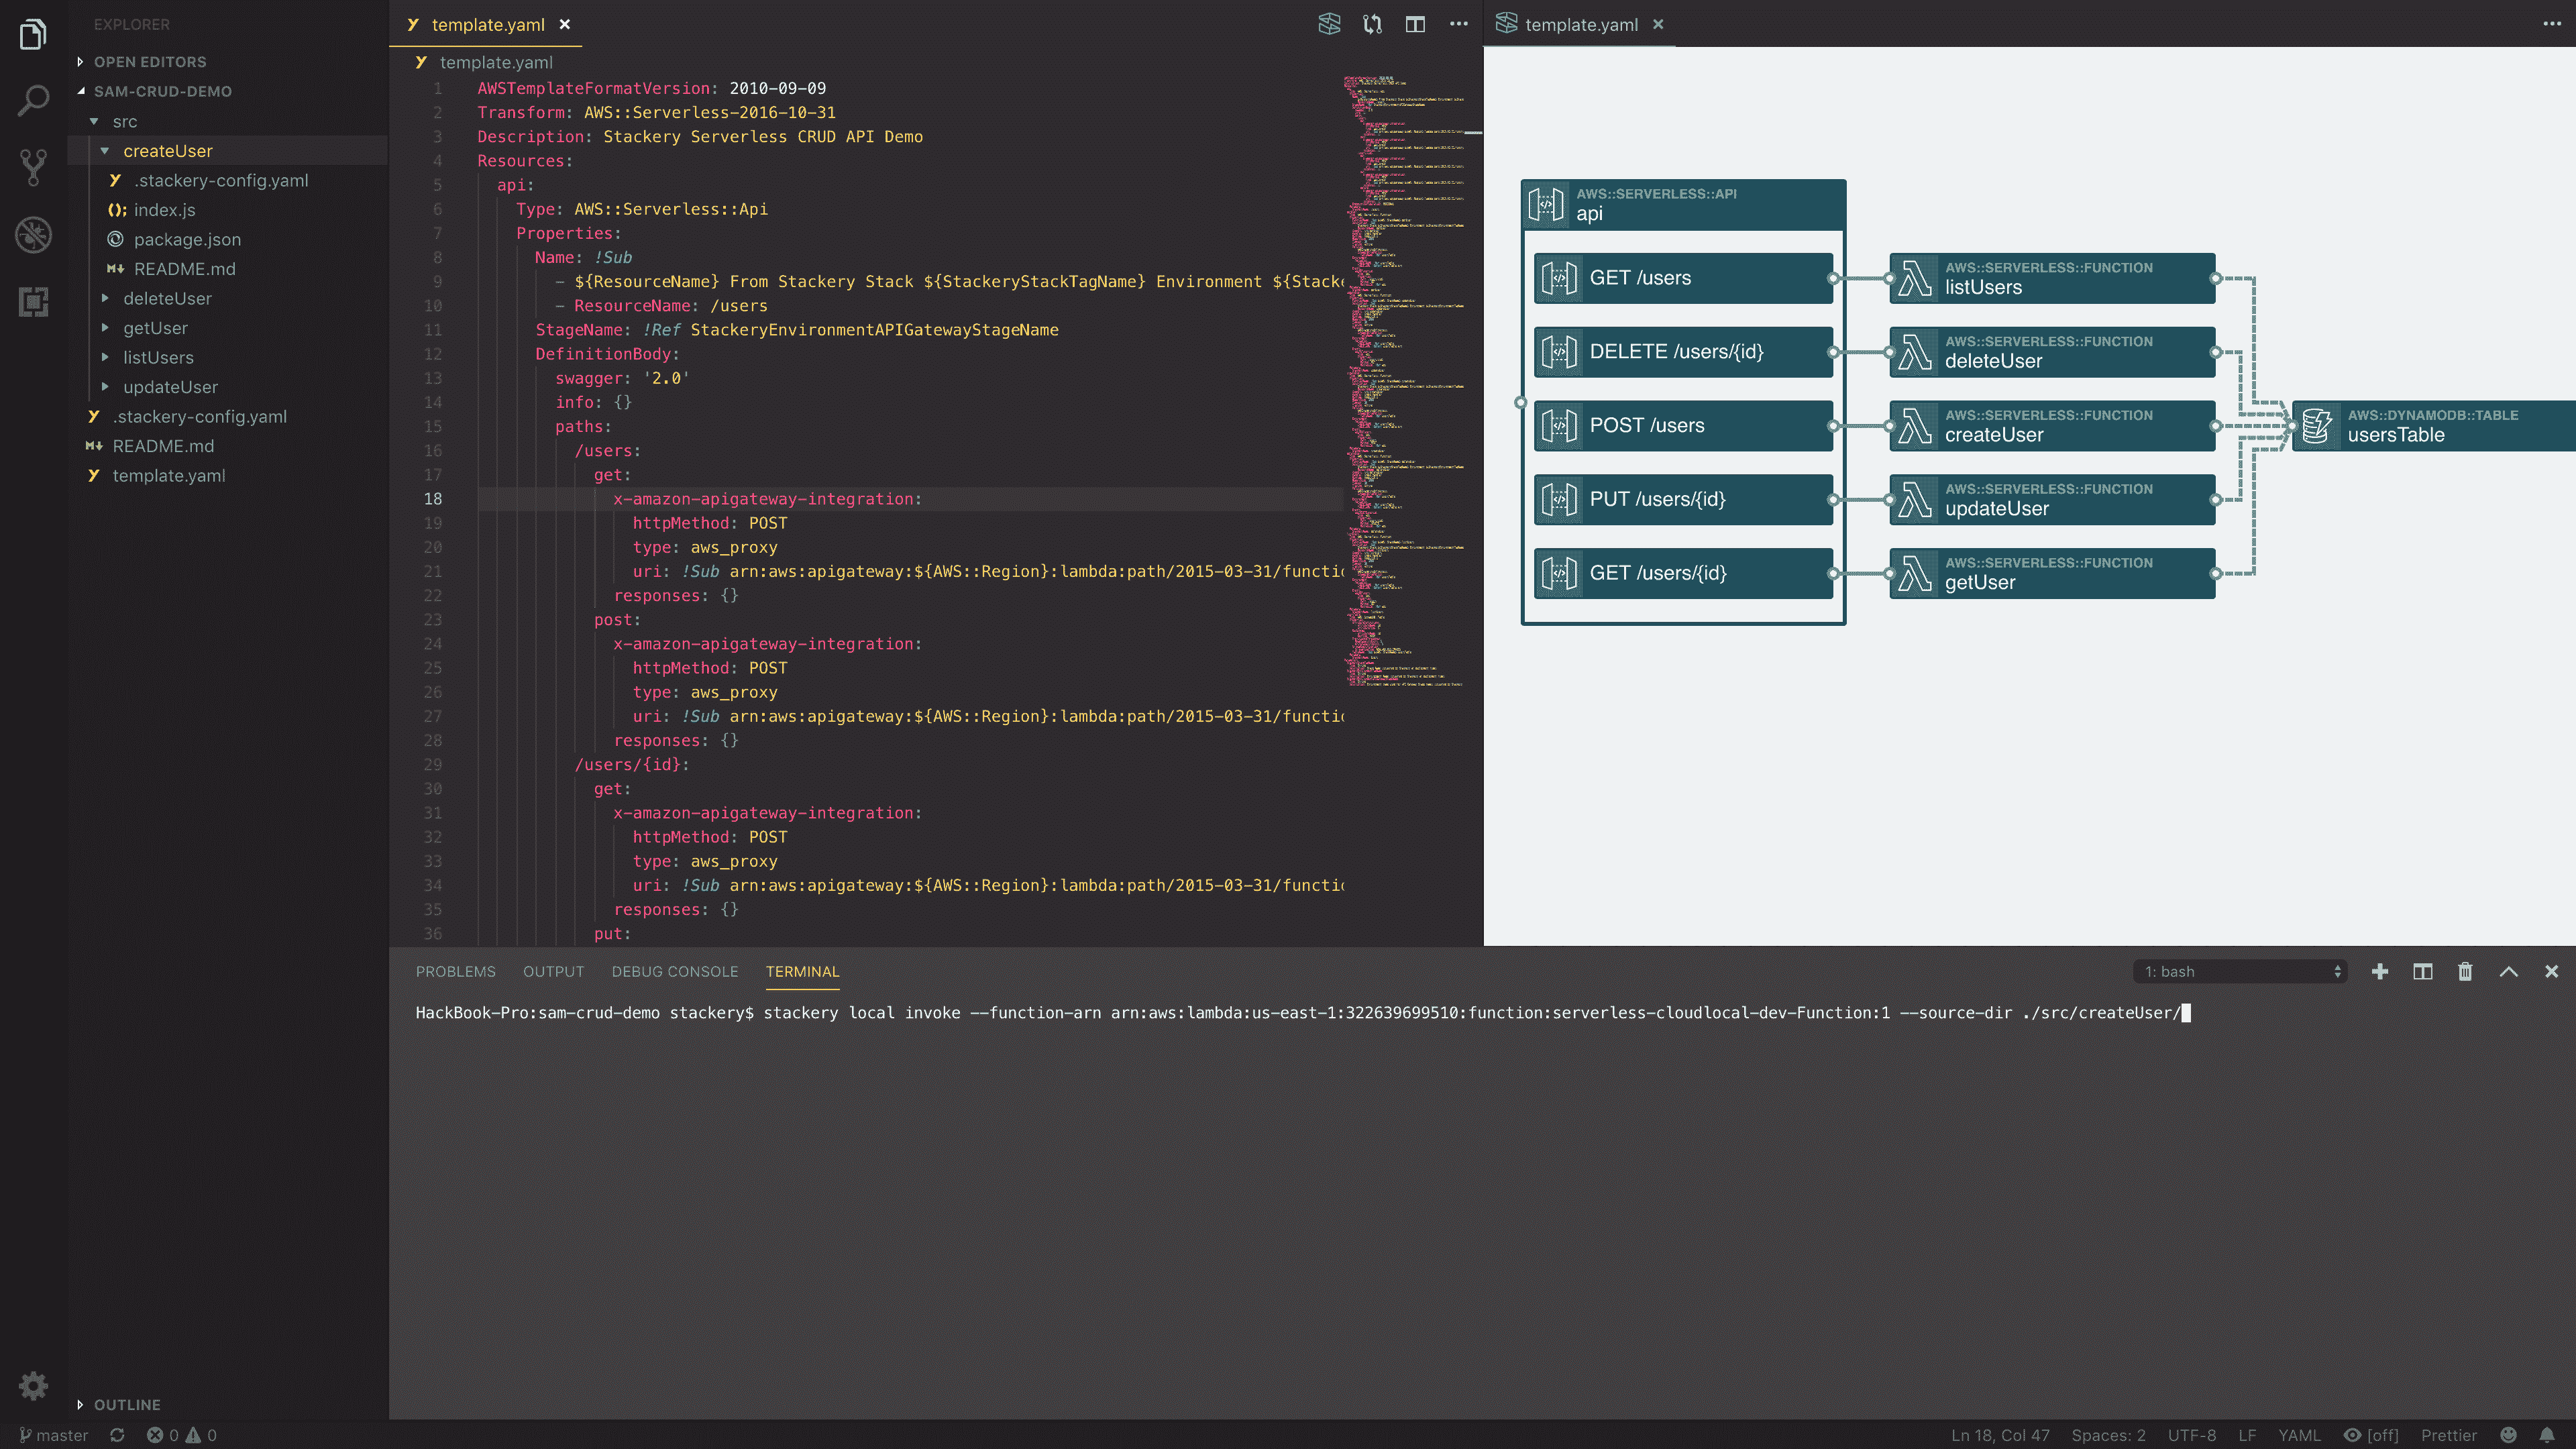 EXPLORER
OPEN EDITORS
SAM-CRUD-DEMO
src
createUser
.stackery-config.yaml
index.js
package.json
README.md
deleteUser
getUser
listUsers
updateUser
.stackery-config.yaml
README.md
template.yaml
OUTLINE
template.yaml
template.yaml
1 AWSTemplateFormatVersion: 2010-09-09
2 Transform: AWS::Serverless-2016-10-31
3 Description: Stackery Serverless CRUD API Demo
4 Resources:
5 api:
6 Type: AWS::Serverless::Api
7 Properties:
8 Name: !Sub
9 - ${ResourceName} From Stackery Stack ${StackeryStackTagName} Environment ${Stacke
10 - ResourceName: /users
11 StageName: !Ref StackeryEnvironmentAPIGatewayStageName
12 DefinitionBody:
13 swagger: '2.0'
14 info: {}
15 paths:
16 /users:
17 get:
18 x-amazon-apigateway-integration:
19 httpMethod: POST
20 type: aws_proxy
21 uri: !Sub arn:aws:apigateway:${AWS::Region}:lambda:path/2015-03-31/functio
22 responses: {}
23 post:
24 x-amazon-apigateway-integration:
25 httpMethod: POST
26 type: aws_proxy
27 uri: !Sub arn:aws:apigateway:${AWS::Region}:lambda:path/2015-03-31/functio
28 responses: {}
29 /users/{id}:
30 get:
31 x-amazon-apigateway-integration:
32 httpMethod: POST
33 type: aws_proxy
34 uri: !Sub arn:aws:apigateway:${AWS::Region}:lambda:path/2015-03-31/functio
35 responses: {}
36 put:
template.yaml
AWS::SERVERLESS::API
api
GET /users
DELETE /users/{id}
POST /users
PUT /users/{id}
GET /users/{id}
AWS::SERVERLESS::FUNCTION
listUsers
AWS::SERVERLESS::FUNCTION
deleteUser
AWS::SERVERLESS::FUNCTION
createUser
AWS::SERVERLESS::FUNCTION
updateUser
AWS::SERVERLESS::FUNCTION
getUser
AWS::DYNAMODB::TABLE
usersTable
PROBLEMS OUTPUT DEBUG CONSOLE TERMINAL 1: bash
HackBook-Pro:sam-crud-demo stackery$ stackery local invoke --function-arn arn:aws:lambda:us-east-1:322639699510:function:serverless-cloudlocal-dev-Function:1 --source-dir ./src/createUser/
master 0 0 Ln 18, Col 47 Spaces: 2 UTF-8 LF YAML [off] Prettier